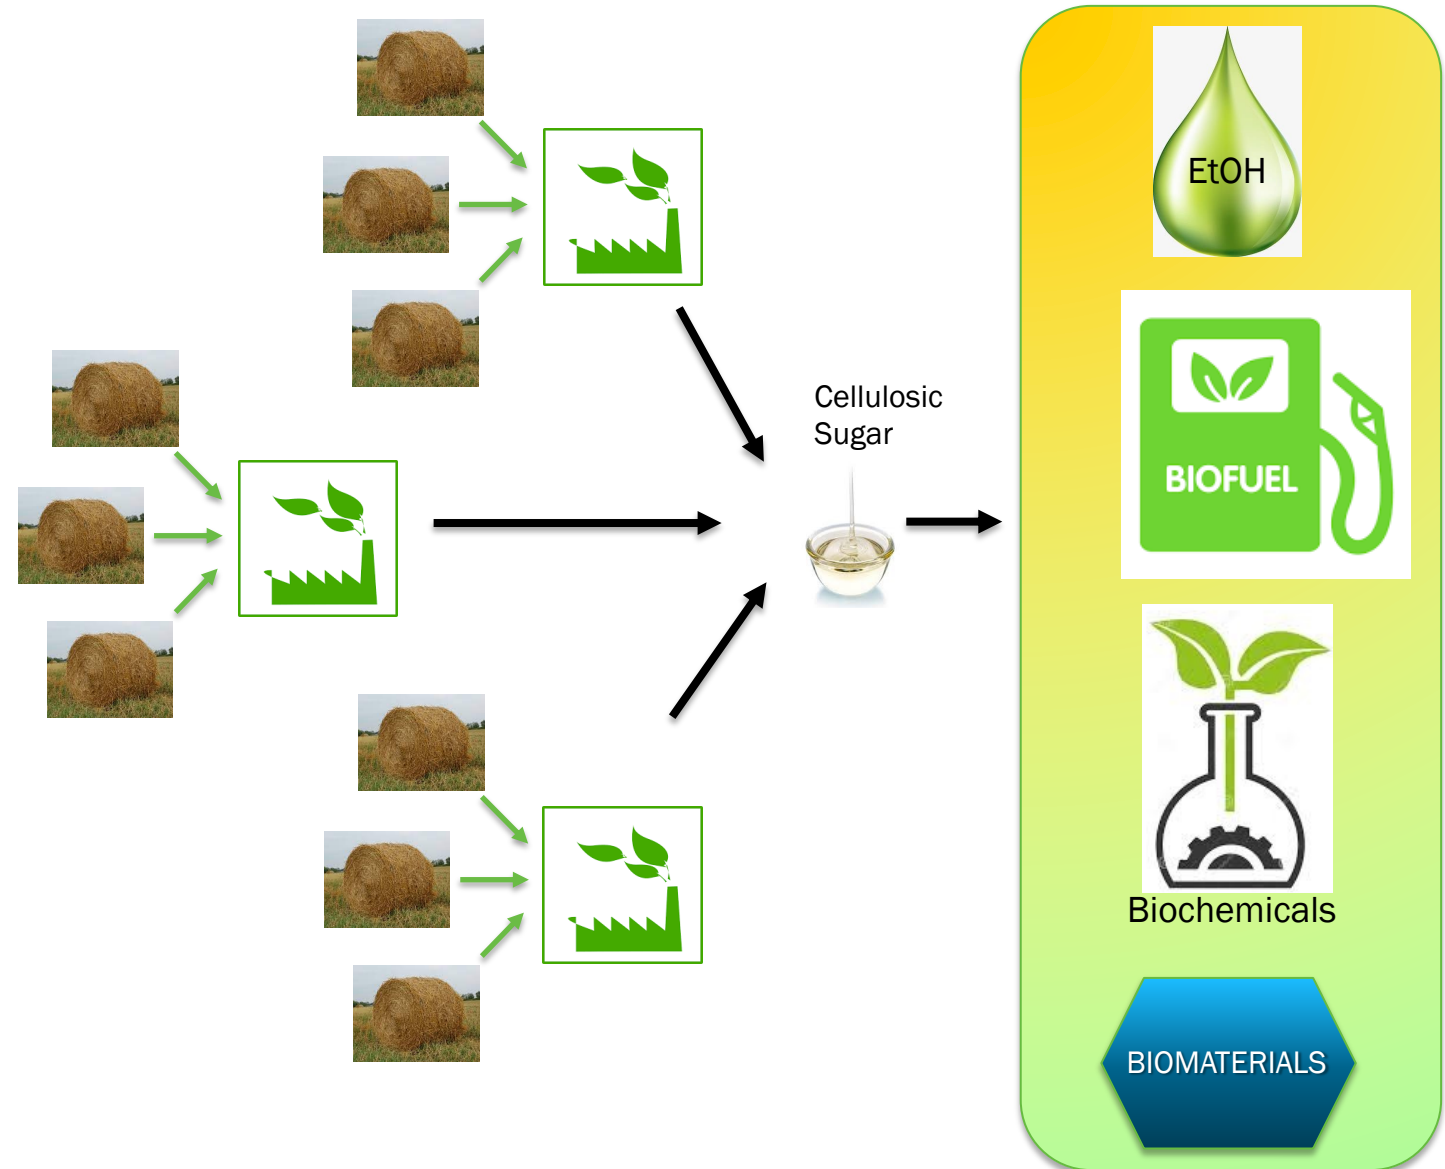 Cellulosic
Sugar
EtOH
BIOFUEL
Biochemicals
BIOMATERIALS